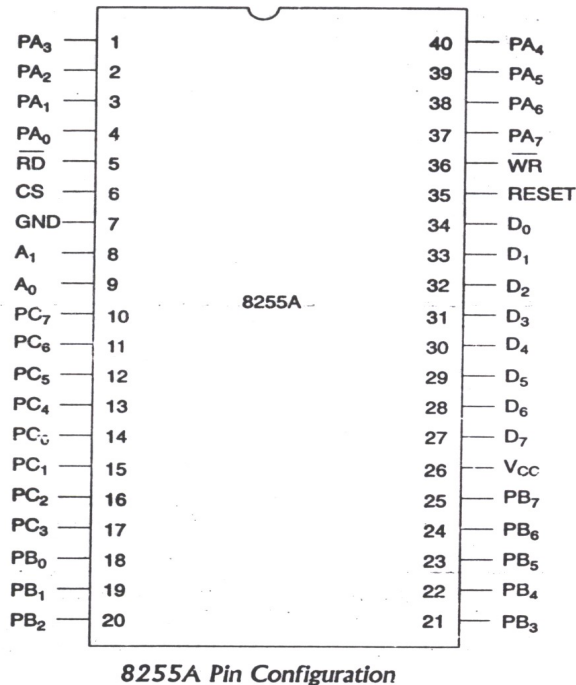 PA₃ 1 40 PA₄
PA₂ 2 39 PA₅
PA₁ 3 38 PA₆
PA₀ 4 37 PA₇
R̅D̅ 5 36 W̅R̅
CS 6 35 RESET
GND 7 34 D₀
A₁ 8 33 D₁
A₀ 9 32 D₂
8255A
PC₇ 10 31 D₃
PC₆ 11 30 D₄
PC₅ 12 29 D₅
PC₄ 13 28 D₆
14 27 D₇
PC₁ 15 26 V_CC
PC₂ 16 25 PB₇
PC₃ 17 24 PB₆
PB₀ 18 23 PB₅
PB₁ 19 22 PB₄
PB₂ 20 21 PB₃
8255A Pin Configuration